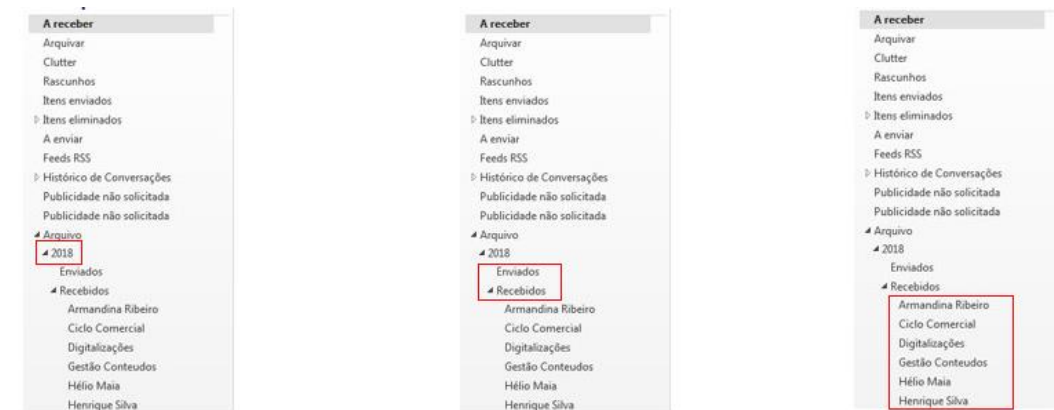 A receber
Arquivar
Clutter
Rascunhos
Itens enviados
Itens eliminados
A enviar
Feeds RSS
Histórico de Conversações
Publicidade não solicitada
Publicidade não solicitada
Arquivo
2018
Enviados
Recebidos
Armandina Ribeiro
Ciclo Comercial
Digitalizações
Gestão Conteudos
Hélio Maia
Henrique Silva
A receber
Arquivar
Clutter
Rascunhos
Itens enviados
Itens eliminados
A enviar
Feeds RSS
Histórico de Conversações
Publicidade não solicitada
Publicidade não solicitada
Arquivo
2018
Enviados
Recebidos
Armandina Ribeiro
Ciclo Comercial
Digitalizações
Gestão Conteudos
Hélio Maia
Henrique Silva
A receber
Arquivar
Clutter
Rascunhos
Itens enviados
Itens eliminados
A enviar
Feeds RSS
Histórico de Conversações
Publicidade não solicitada
Publicidade não solicitada
Arquivo
2018
Enviados
Recebidos
Armandina Ribeiro
Ciclo Comercial
Digitalizações
Gestão Conteudos
Hélio Maia
Henrique Silva